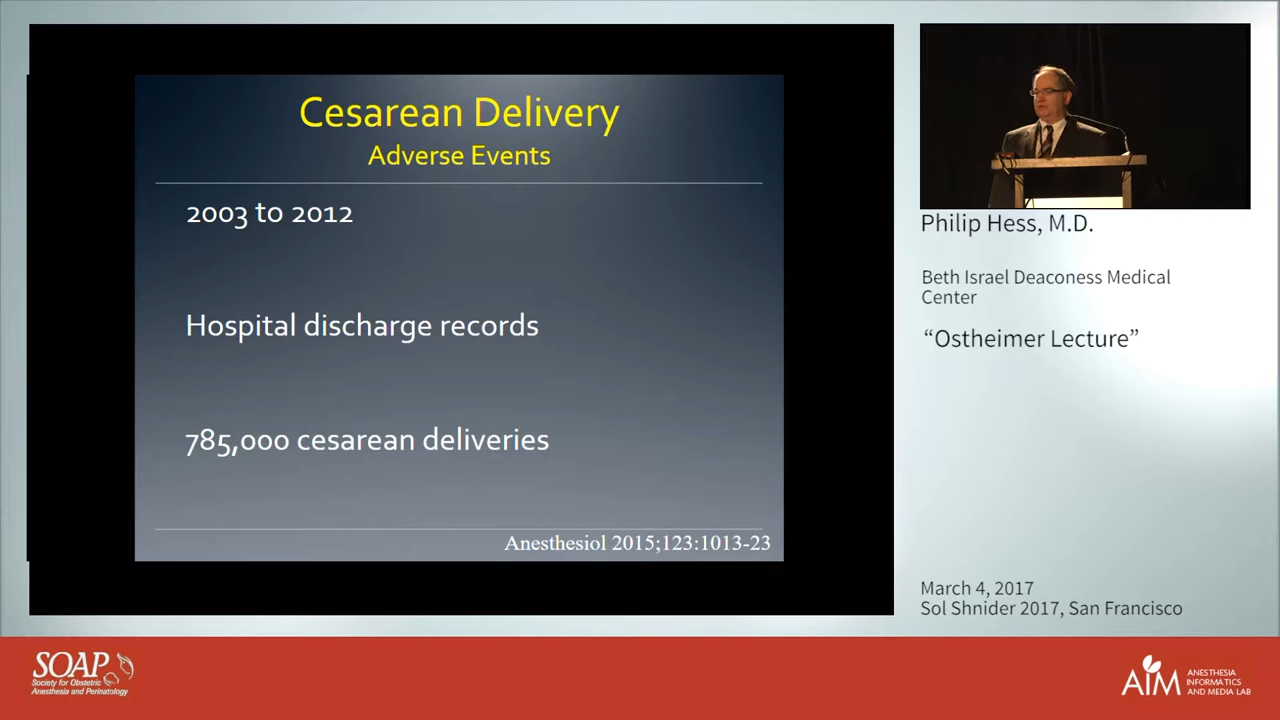 Cesarean Delivery
Adverse Events
2003 to 2012
Hospital discharge records
785,000 cesarean deliveries
Anesthesiol 2015;123:1013-23
Philip Hess, M.D.
Beth Israel Deaconess Medical
Center
“Ostheimer Lecture”
March 4, 2017
Sol Shnider 2017, San Francisco
SOAP
Society for Obstetric
Anesthesia and Perinatology
AIM
ANESTHESIA
INFORMATICS
AND MEDIA LAB